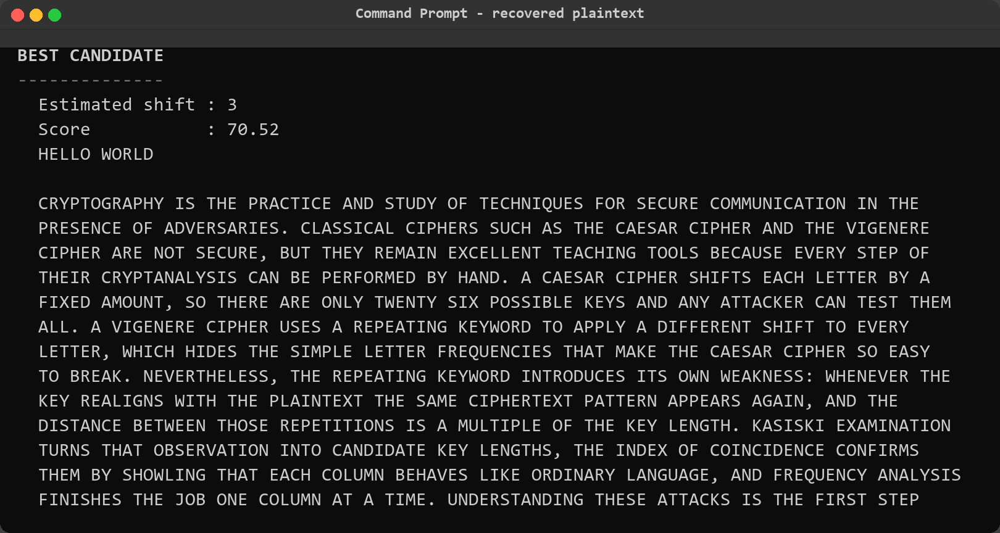 Command Prompt - recovered plaintext
BEST CANDIDATE
--------------
Estimated shift : 3
Score           : 70.52
HELLO WORLD
CRYPTOGRAPHY IS THE PRACTICE AND STUDY OF TECHNIQUES FOR SECURE COMMUNICATION IN THE
PRESENCE OF ADVERSARIES. CLASSICAL CIPHERS SUCH AS THE CAESAR CIPHER AND THE VIGENERE
CIPHER ARE NOT SECURE, BUT THEY REMAIN EXCELLENT TEACHING TOOLS BECAUSE EVERY STEP OF
THEIR CRYPTANALYSIS CAN BE PERFORMED BY HAND. A CAESAR CIPHER SHIFTS EACH LETTER BY A
FIXED AMOUNT, SO THERE ARE ONLY TWENTY SIX POSSIBLE KEYS AND ANY ATTACKER CAN TEST THEM
ALL. A VIGENERE CIPHER USES A REPEATING KEYWORD TO APPLY A DIFFERENT SHIFT TO EVERY
LETTER, WHICH HIDES THE SIMPLE LETTER FREQUENCIES THAT MAKE THE CAESAR CIPHER SO EASY
TO BREAK. NEVERTHELESS, THE REPEATING KEYWORD INTRODUCES ITS OWN WEAKNESS: WHENEVER THE
KEY REALIGNS WITH THE PLAINTEXT THE SAME CIPHERTEXT PATTERN APPEARS AGAIN, AND THE
DISTANCE BETWEEN THOSE REPETITIONS IS A MULTIPLE OF THE KEY LENGTH. KASISKI EXAMINATION
TURNS THAT OBSERVATION INTO CANDIDATE KEY LENGTHS, THE INDEX OF COINCIDENCE CONFIRMS
THEM BY SHOWLING THAT EACH COLUMN BEHAVES LIKE ORDINARY LANGUAGE, AND FREQUENCY ANALYSIS
FINISHES THE JOB ONE COLUMN AT A TIME. UNDERSTANDING THESE ATTACKS IS THE FIRST STEP